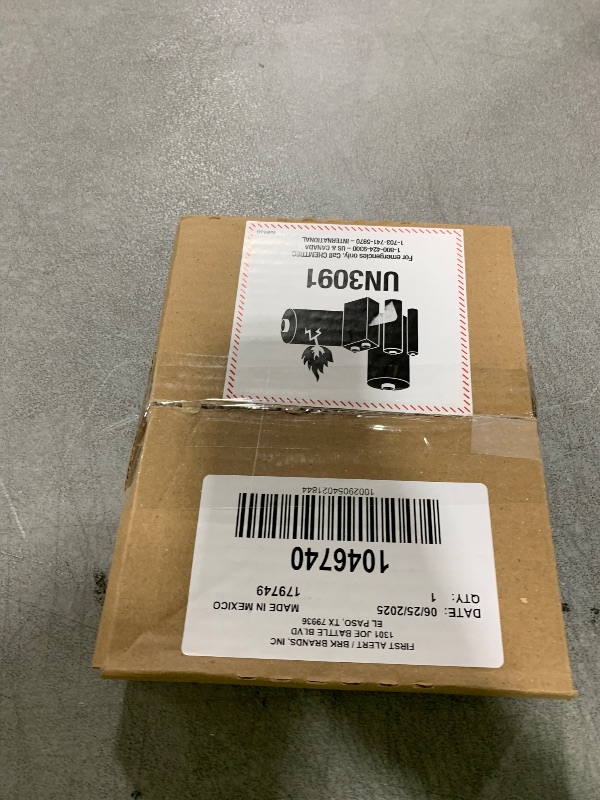 FIRST ALERT / BRK BRANDS, INC
1301 JOE BATTLE BLVD
EL PASO, TX 79936
DATE: 06/25/2025
MADE IN MEXICO
QTY: 1
179749
1046740
10029054021844
UN3091
For emergencies only, Call CHEMTREC
1-800-424-9300 – US & CANADA
1-703-741-5970 – INTERNATIONAL